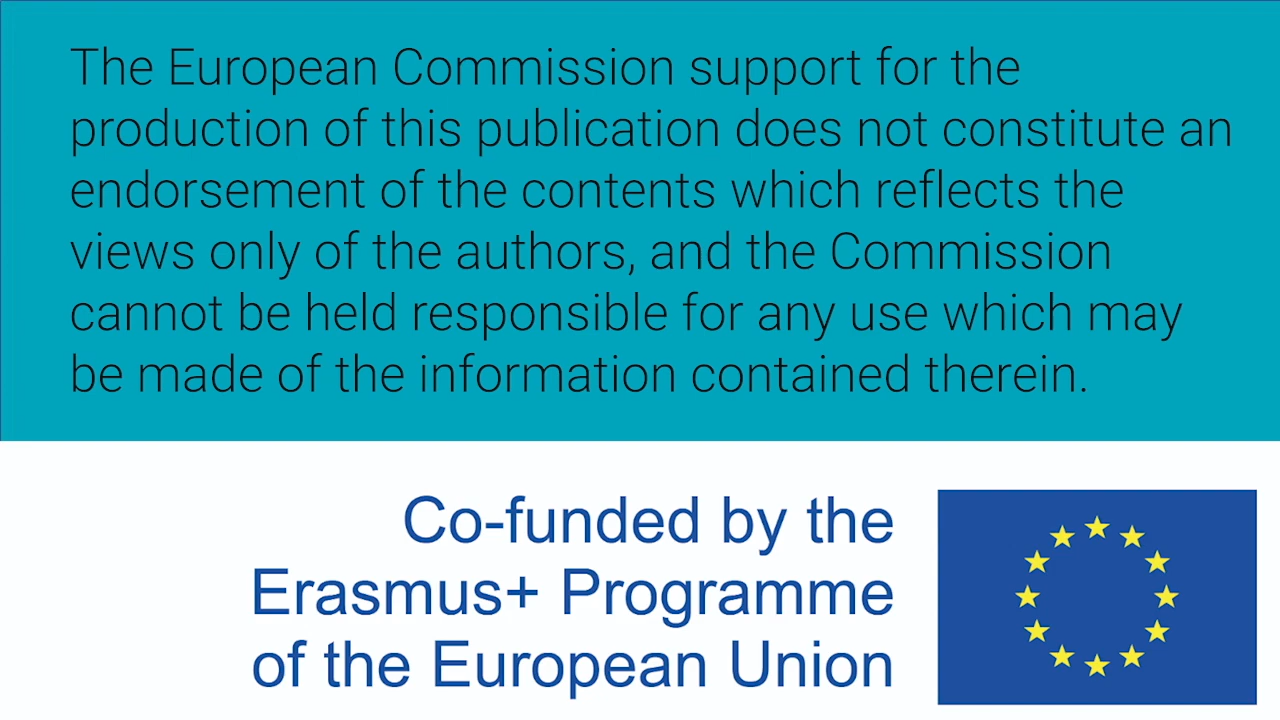 The European Commission support for the
production of this publication does not constitute an
endorsement of the contents which reflects the
views only of the authors, and the Commission
cannot be held responsible for any use which may
be made of the information contained therein.
Co-funded by the
Erasmus+ Programme
of the European Union